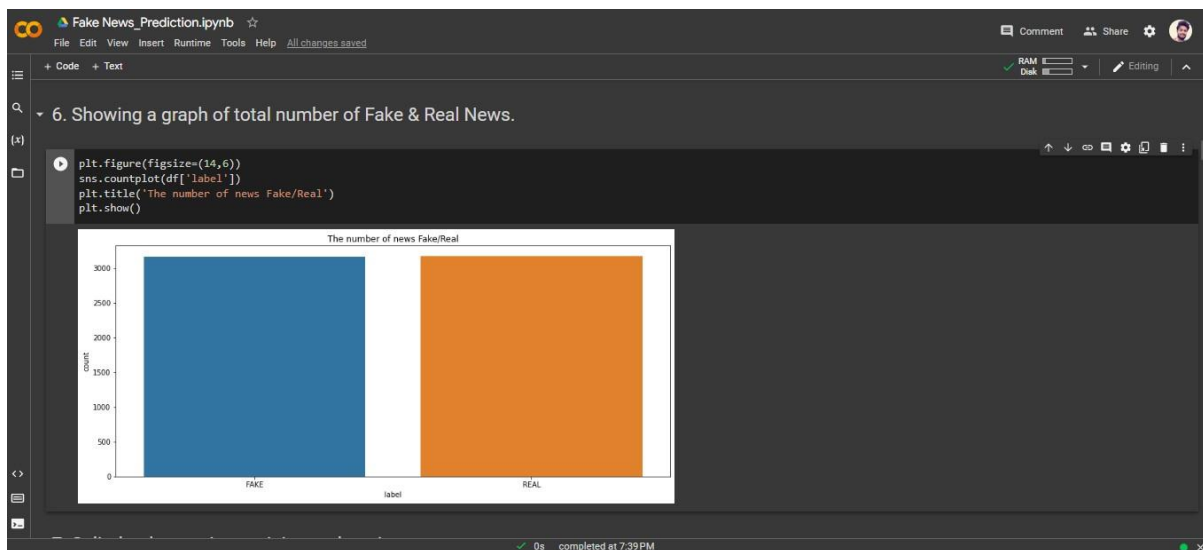 Fake News_Prediction.ipynb
Comment
Share
File Edit View Insert Runtime Tools Help All changes saved
+ Code + Text
RAM
Disk
Editing
6. Showing a graph of total number of Fake & Real News.
{x}
plt.figure(figsize=(14,6))
sns.countplot(df['label'])
plt.title('The number of news Fake/Real')
plt.show()
The number of news Fake/Real
3000
2500
2000
1500
1000
500
0
count
FAKE
REAL
label
0s completed at 7:39 PM